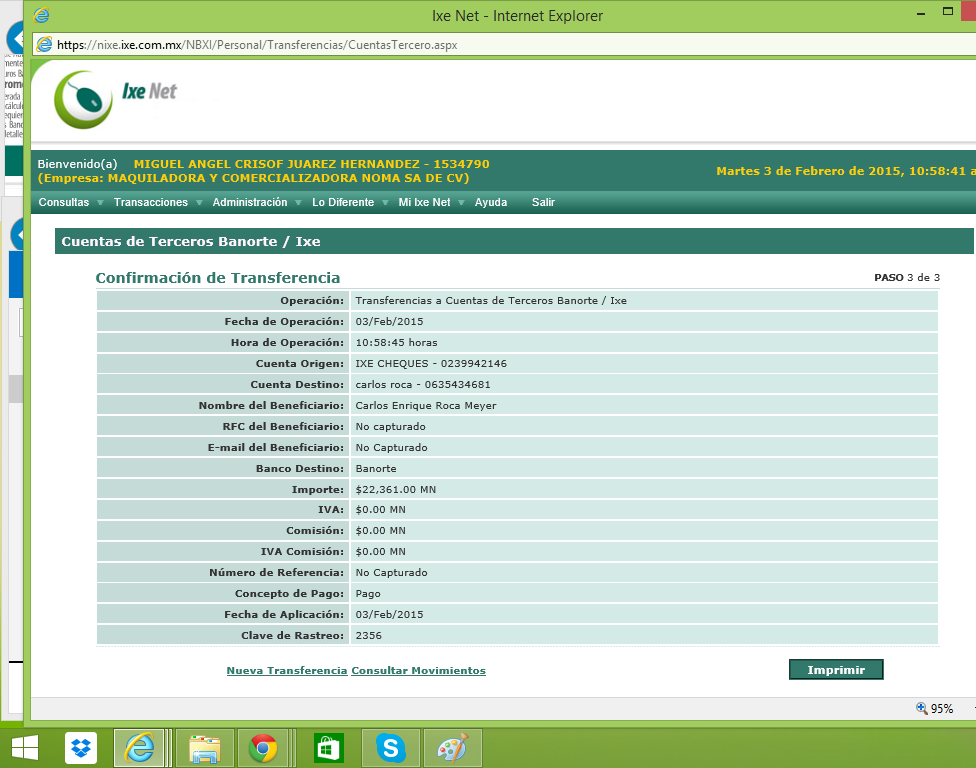 Ixe Net - Internet Explorer
https://nixe.ixe.com.mx/NBXI/Personal/Transferencias/CuentasTercero.aspx
Ixe Net
Bienvenido(a) MIGUEL ANGEL CRISOF JUAREZ HERNANDEZ - 1534790
(Empresa: MAQUILADORA Y COMERCIALIZADORA NOMA SA DE CV)
Martes 3 de Febrero de 2015, 10:58:41 a
Consultas Transacciones Administración Lo Diferente Mi Ixe Net Ayuda Salir
Cuentas de Terceros Banorte / Ixe
Confirmación de Transferencia PASO 3 de 3
Operación: Transferencias a Cuentas de Terceros Banorte / Ixe
Fecha de Operación: 03/Feb/2015
Hora de Operación: 10:58:45 horas
Cuenta Origen: IXE CHEQUES - 0239942146
Cuenta Destino: carlos roca - 0635434681
Nombre del Beneficiario: Carlos Enrique Roca Meyer
RFC del Beneficiario: No capturado
E-mail del Beneficiario: No Capturado
Banco Destino: Banorte
Importe: $22,361.00 MN
IVA: $0.00 MN
Comisión: $0.00 MN
IVA Comisión: $0.00 MN
Número de Referencia: No Capturado
Concepto de Pago: Pago
Fecha de Aplicación: 03/Feb/2015
Clave de Rastreo: 2356
Nueva Transferencia Consultar Movimientos Imprimir
95%